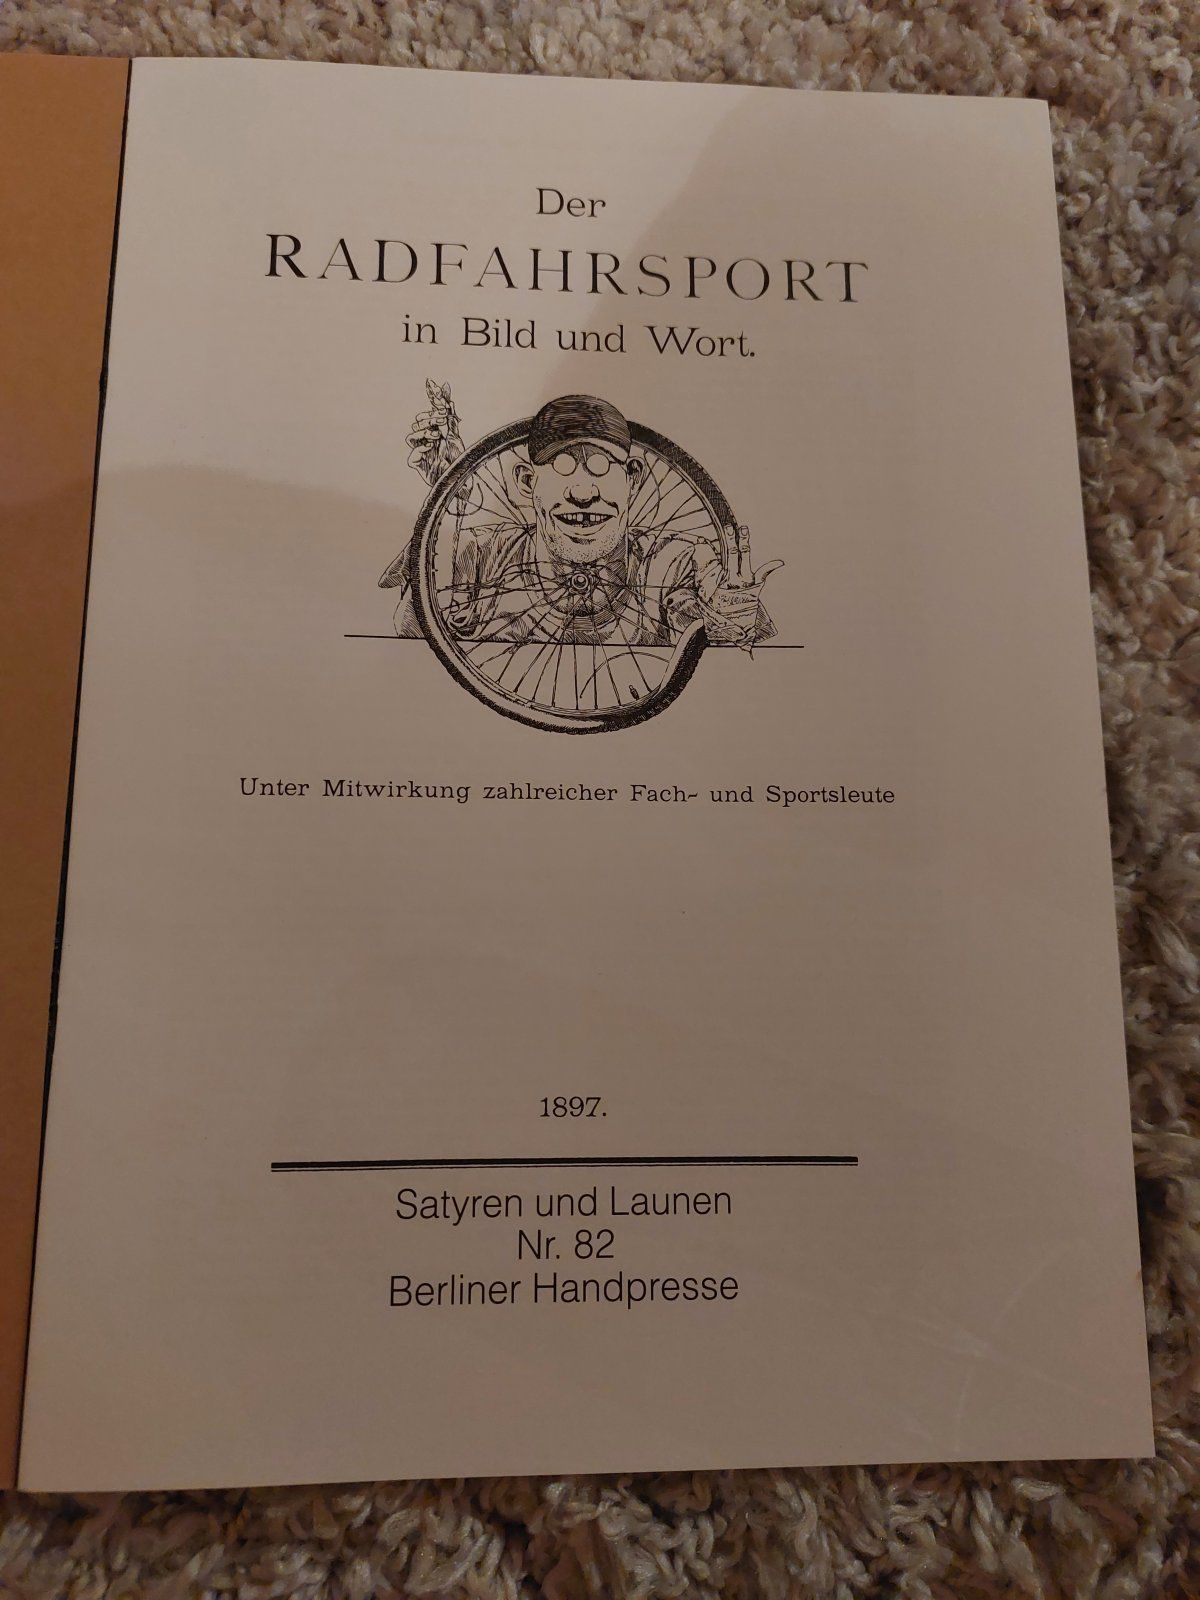 Der
RADFAHRSPORT
in Bild und Wort.
Unter Mitwirkung zahlreicher Fach- und Sportsleute
1897.
Satyren und Launen
Nr. 82
Berliner Handpresse